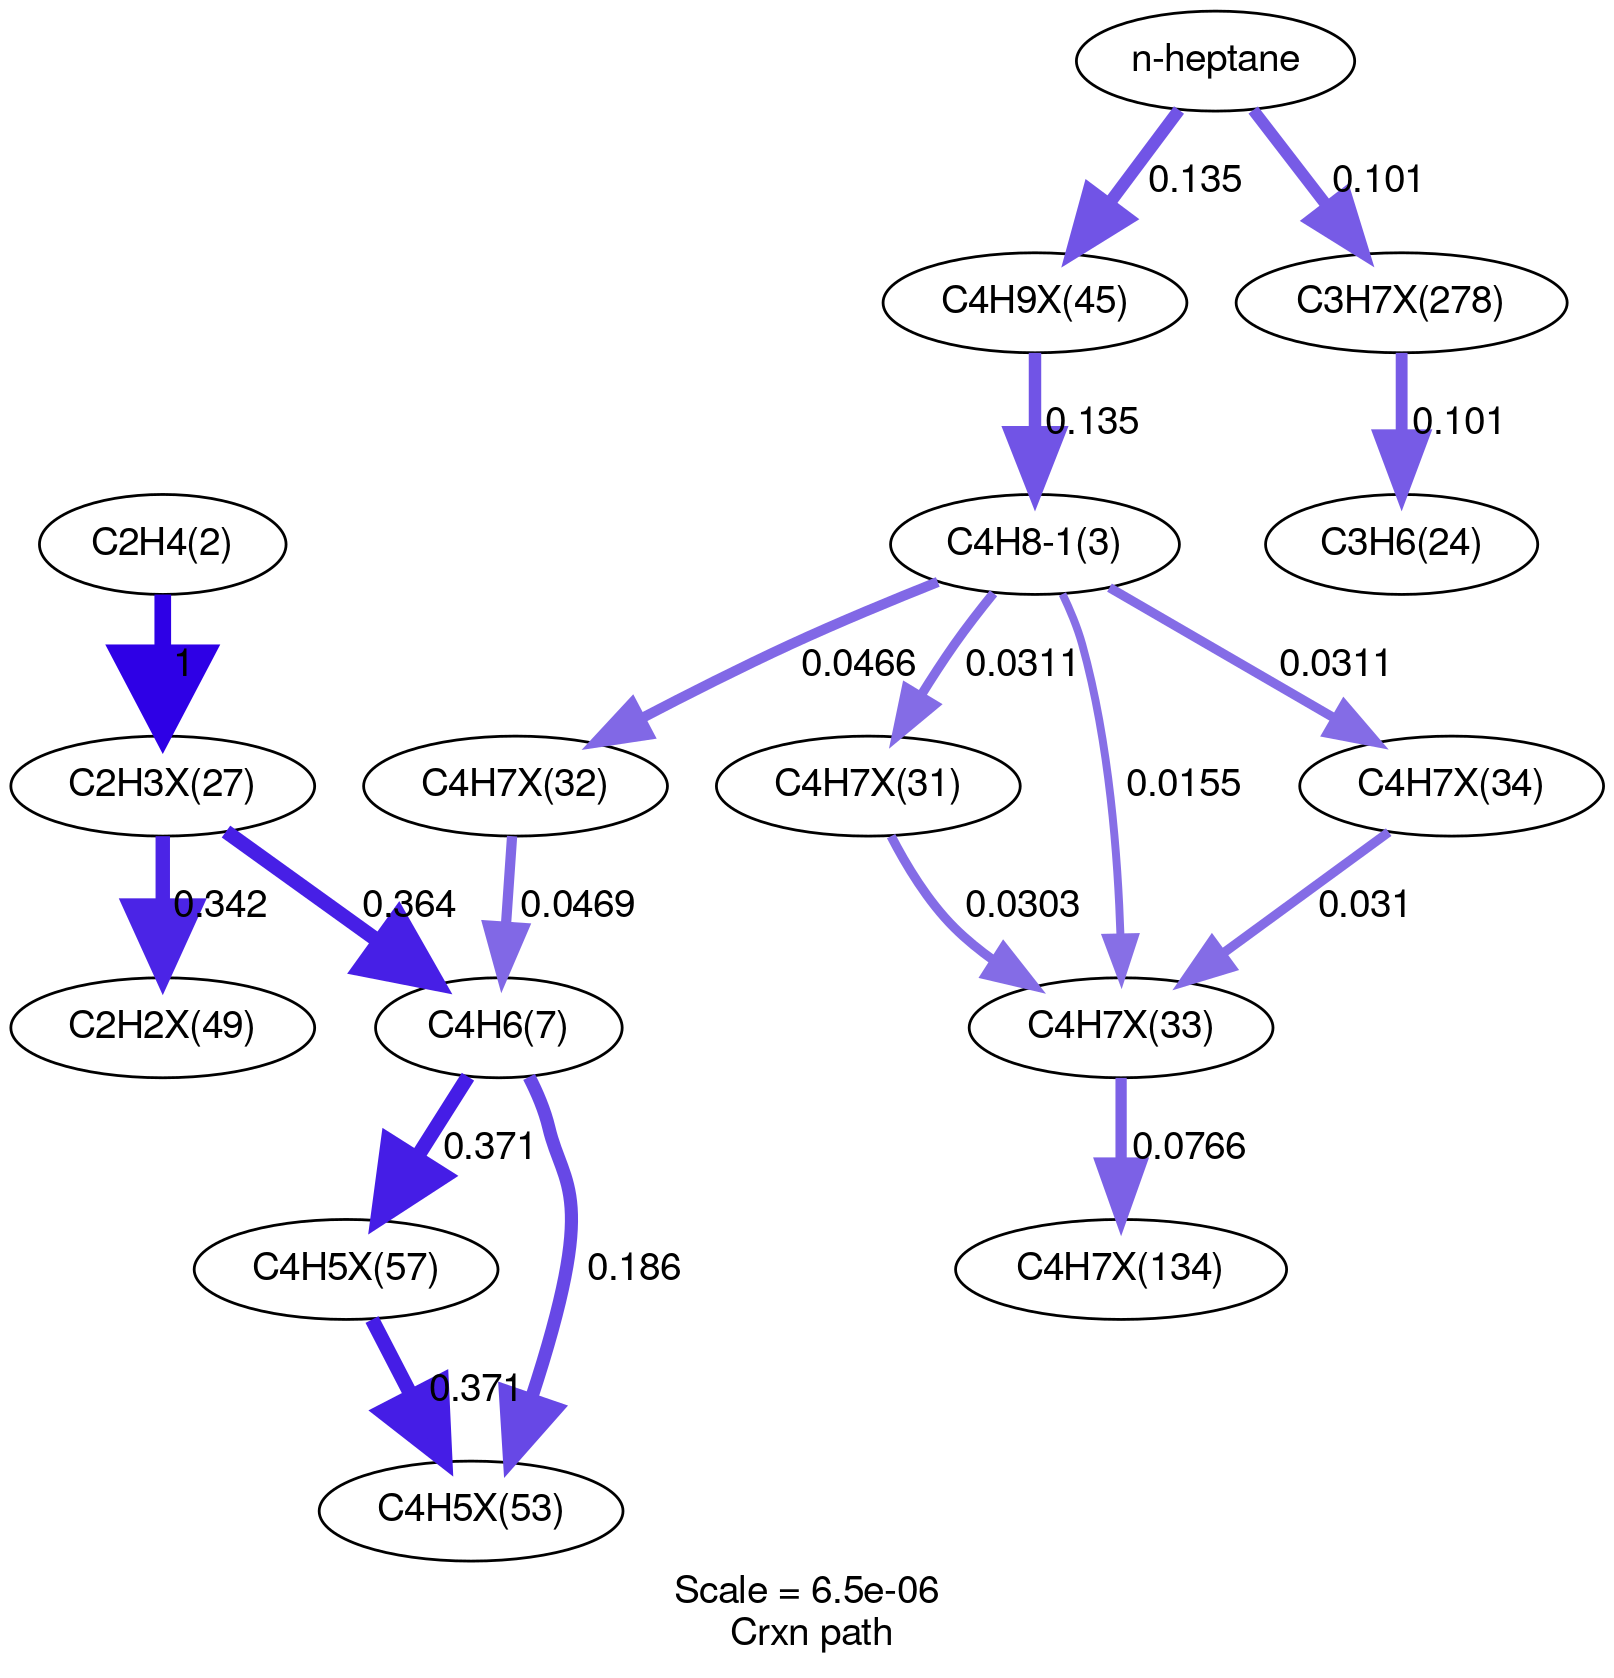 n-heptane
0.135
0.101
C4H9X(45)
C3H7X(278)
0.135
0.101
C2H4(2)
C4H8-1(3)
C3H6(24)
1
0.0466
0.0311
0.0311
C2H3X(27)
C4H7X(32)
C4H7X(31)
0.0155
C4H7X(34)
0.342
0.364
0.0469
0.0303
0.031
C2H2X(49)
C4H6(7)
C4H7X(33)
0.371
0.0766
C4H5X(57)
0.186
C4H7X(134)
0.371
C4H5X(53)
Scale = 6.5e-06
Crxn path